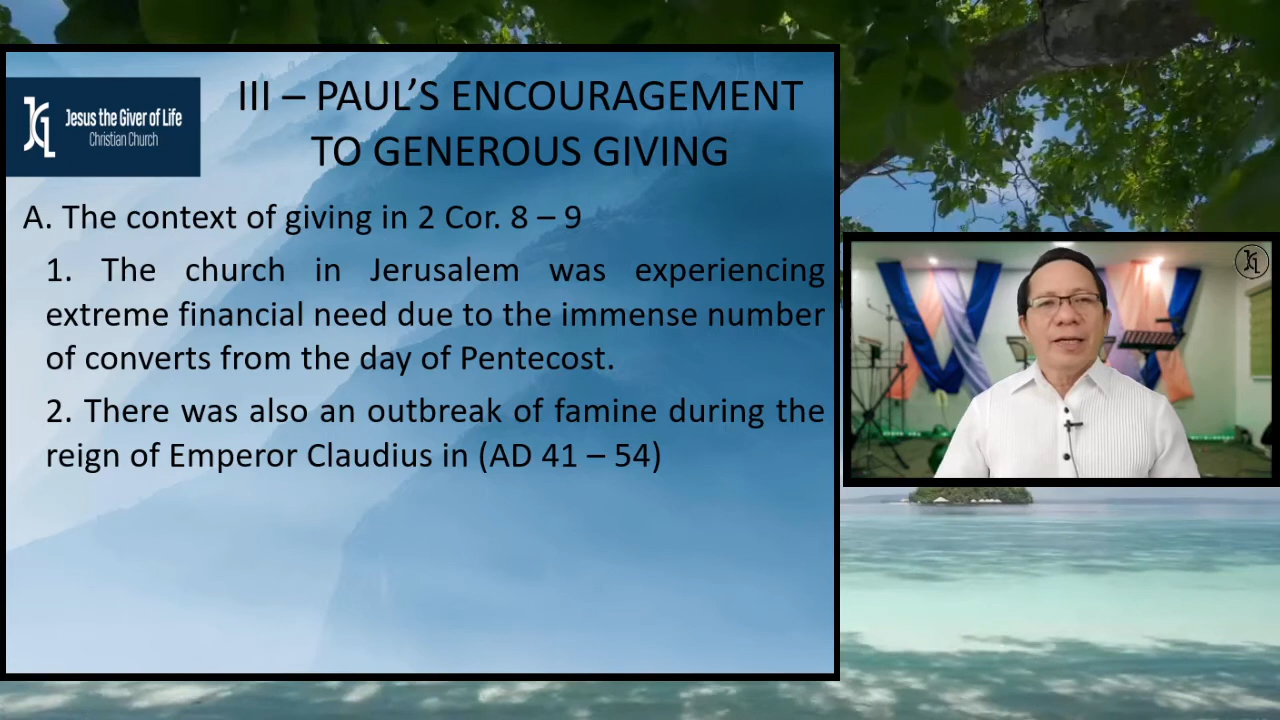 Jesus the Giver of Life
Christian Church
III – PAUL’S ENCOURAGEMENT
TO GENEROUS GIVING
A. The context of giving in 2 Cor. 8 – 9
1. The church in Jerusalem was experiencing
extreme financial need due to the immense number
of converts from the day of Pentecost.
2. There was also an outbreak of famine during the
reign of Emperor Claudius in (AD 41 – 54)